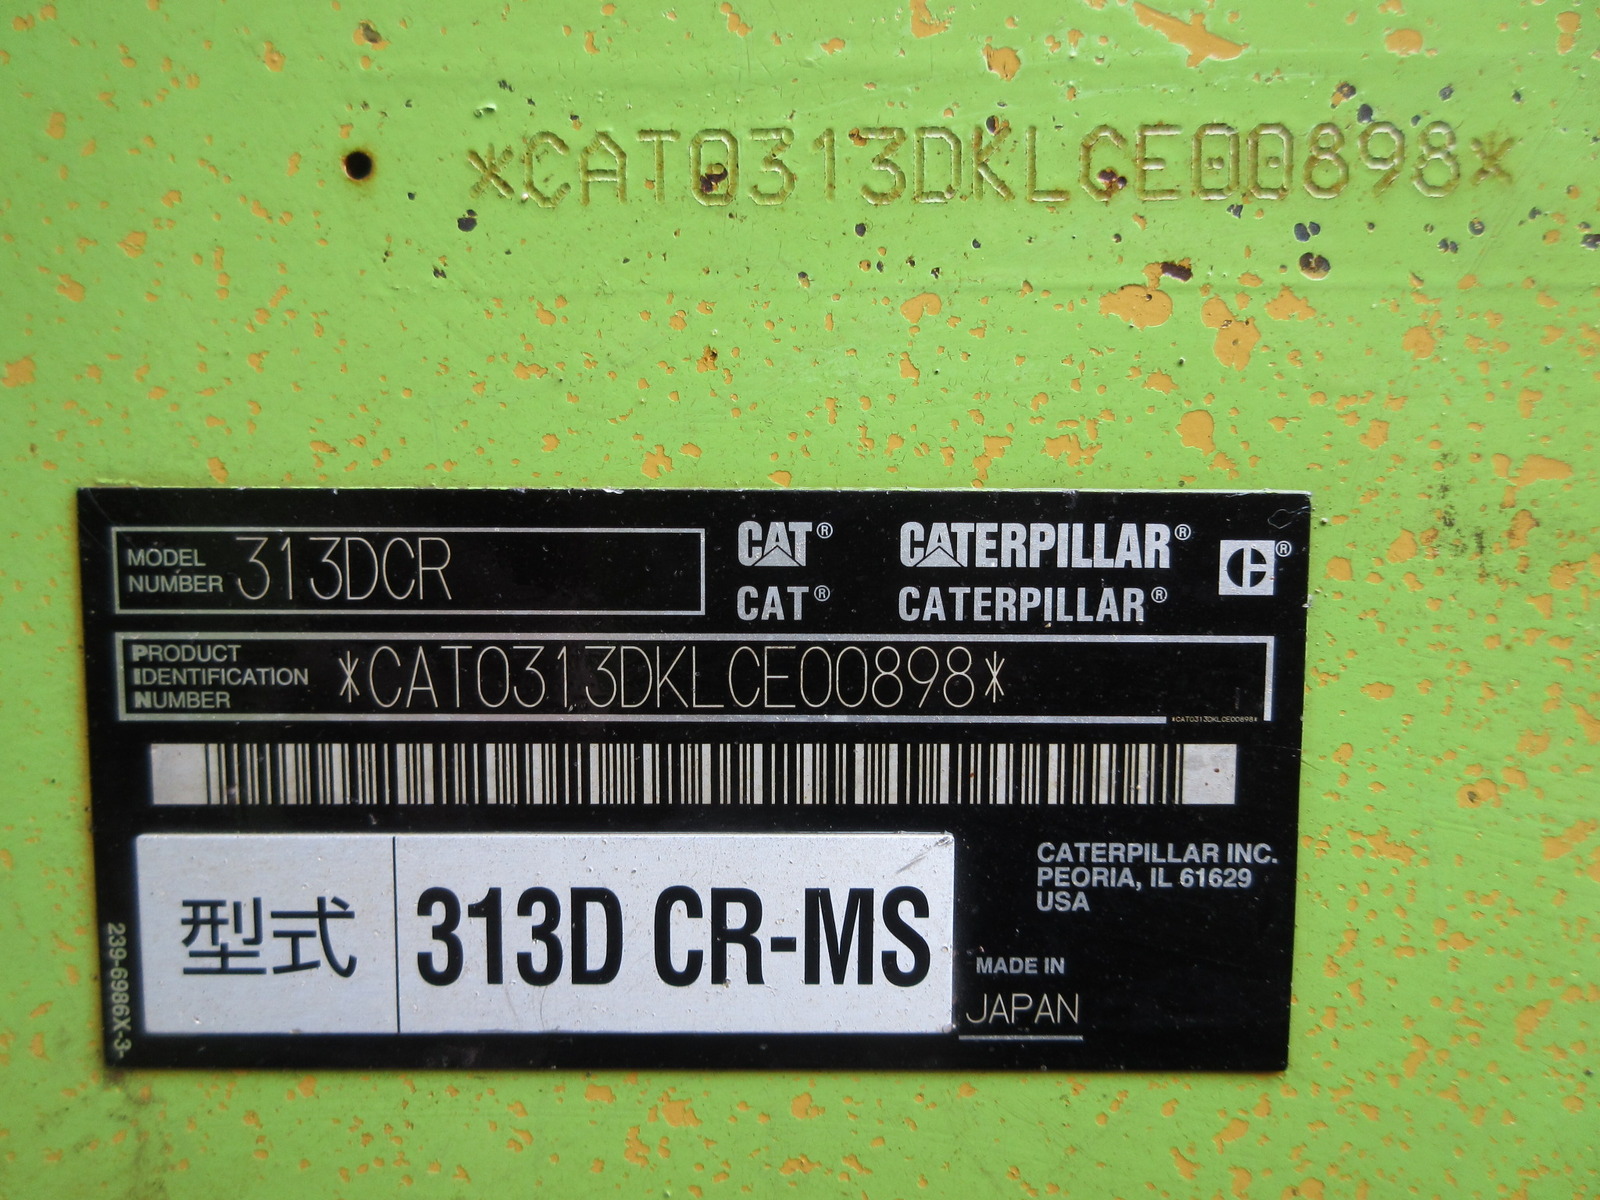 *CAT0313DKLCE00898*
MODEL NUMBER 313DCR
CAT® CATERPILLAR®
CAT® CATERPILLAR®
®
PRODUCT IDENTIFICATION NUMBER *CAT0313DKLCE00898*
*CAT0313DKLCE00898*
型式 313D CR-MS
CATERPILLAR INC.
PEORIA, IL 61629
USA
MADE IN
JAPAN
239-6986X-3-